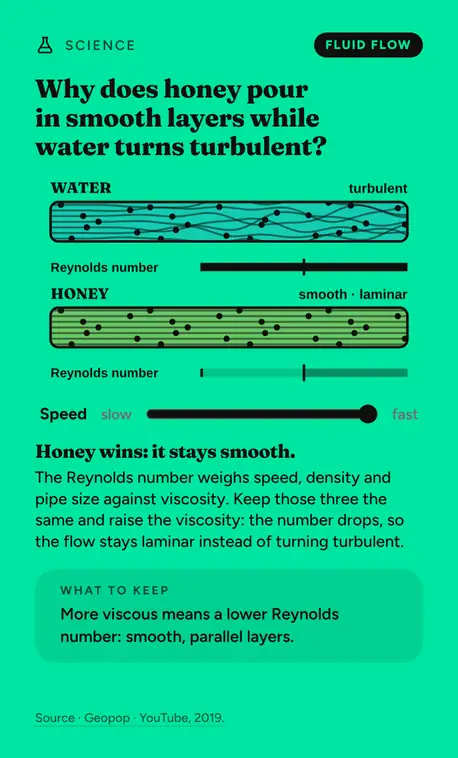 SCIENCE
FLUID FLOW
Why does honey pour
in smooth layers while
water turns turbulent?
WATER
turbulent
Reynolds number
HONEY
smooth · laminar
Reynolds number
Speed
slow
fast
Honey wins: it stays smooth.
The Reynolds number weighs speed, density and
pipe size against viscosity. Keep those three the
same and raise the viscosity: the number drops, so
the flow stays laminar instead of turning turbulent.
WHAT TO KEEP
More viscous means a lower Reynolds
number: smooth, parallel layers.
Source · Geopop · YouTube, 2019.